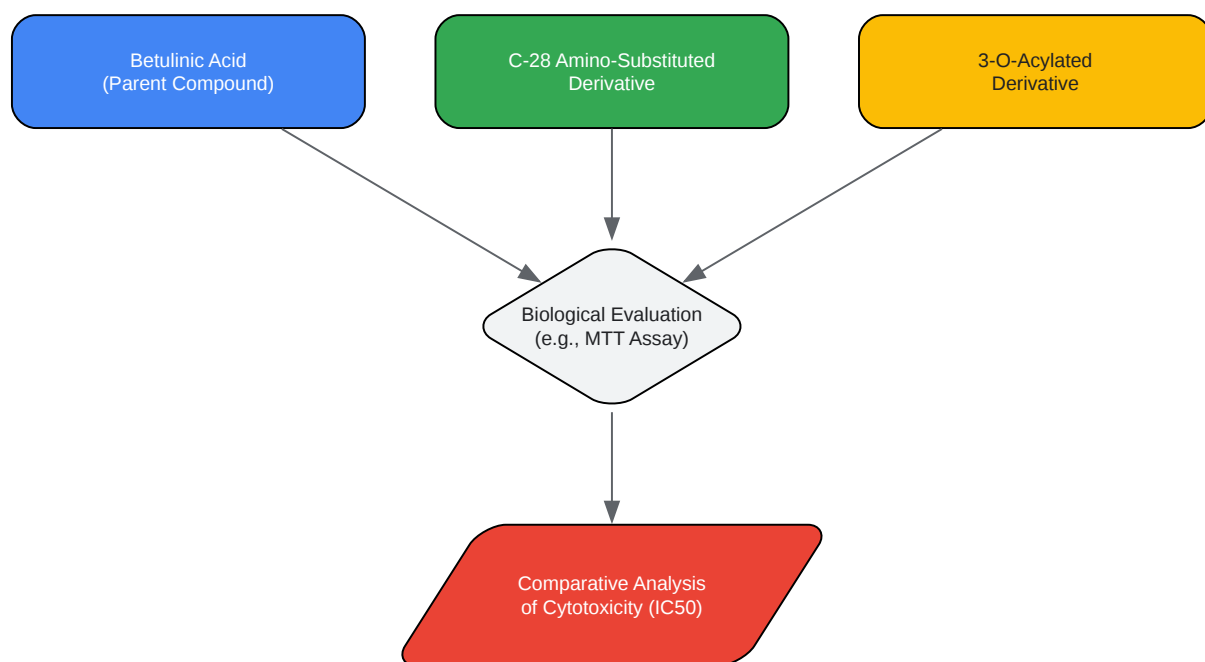 Betulinic Acid
(Parent Compound)
C-28 Amino-Substituted
Derivative
3-O-Acylated
Derivative
Biological Evaluation
(e.g., MTT Assay)
Comparative Analysis
of Cytotoxicity (IC50)